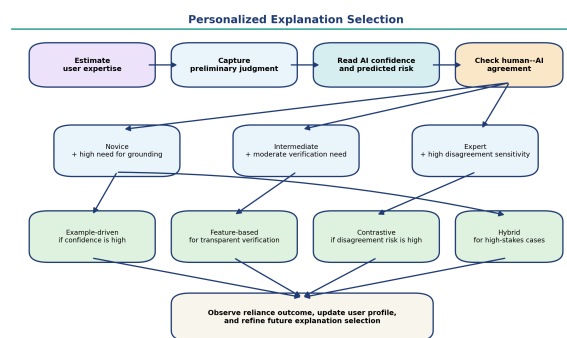 Personalized Explanation Selection
Estimate
user expertise
Capture
preliminary judgment
Read AI confidence
and predicted risk
Check human--AI
agreement
Novice
+ high need for grounding
Intermediate
+ moderate verification need
Expert
+ high disagreement sensitivity
Example-driven
if confidence is high
Feature-based
for transparent verification
Contrastive
if disagreement risk is high
Hybrid
for high-stakes cases
Observe reliance outcome, update user profile,
and refine future explanation selection